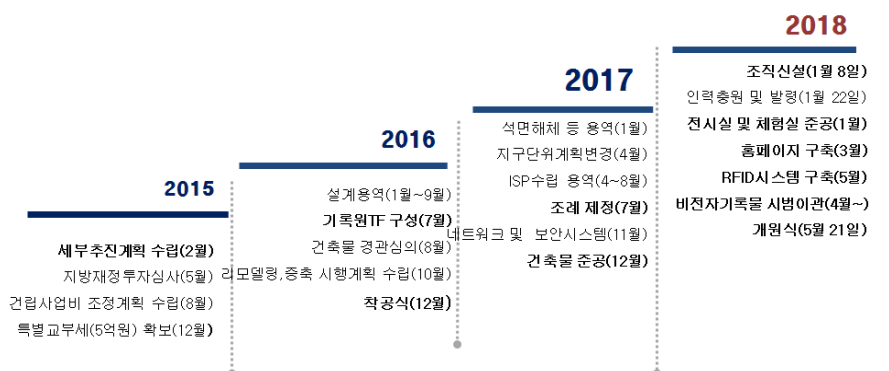 2015
세부추진계획 수립(2월)
지방재정투자심사(5월)
건립사업비 조정계획 수립(8월)
특별교부세(5억원) 확보(12월)
2016
설계용역(1월~9월)
기록원TF 구성(7월)
건축물 경관심의(8월)
리모델링,증축 시행계획 수립(10월)
착공식(12월)
2017
석면해체 등 용역(1월)
지구단위계획변경(4월)
ISP수립 용역(4~8월)
조례 제정(7월)
네트워크 및 보안시스템(11월)
건축물 준공(12월)
2018
조직신설(1월 8일)
인력충원 및 발령(1월 22일)
전시실 및 체험실 준공(1월)
홈페이지 구축(3월)
RFID시스템 구축(5월)
비전자기록물 시범이관(4월~)
개원식(5월 21일)